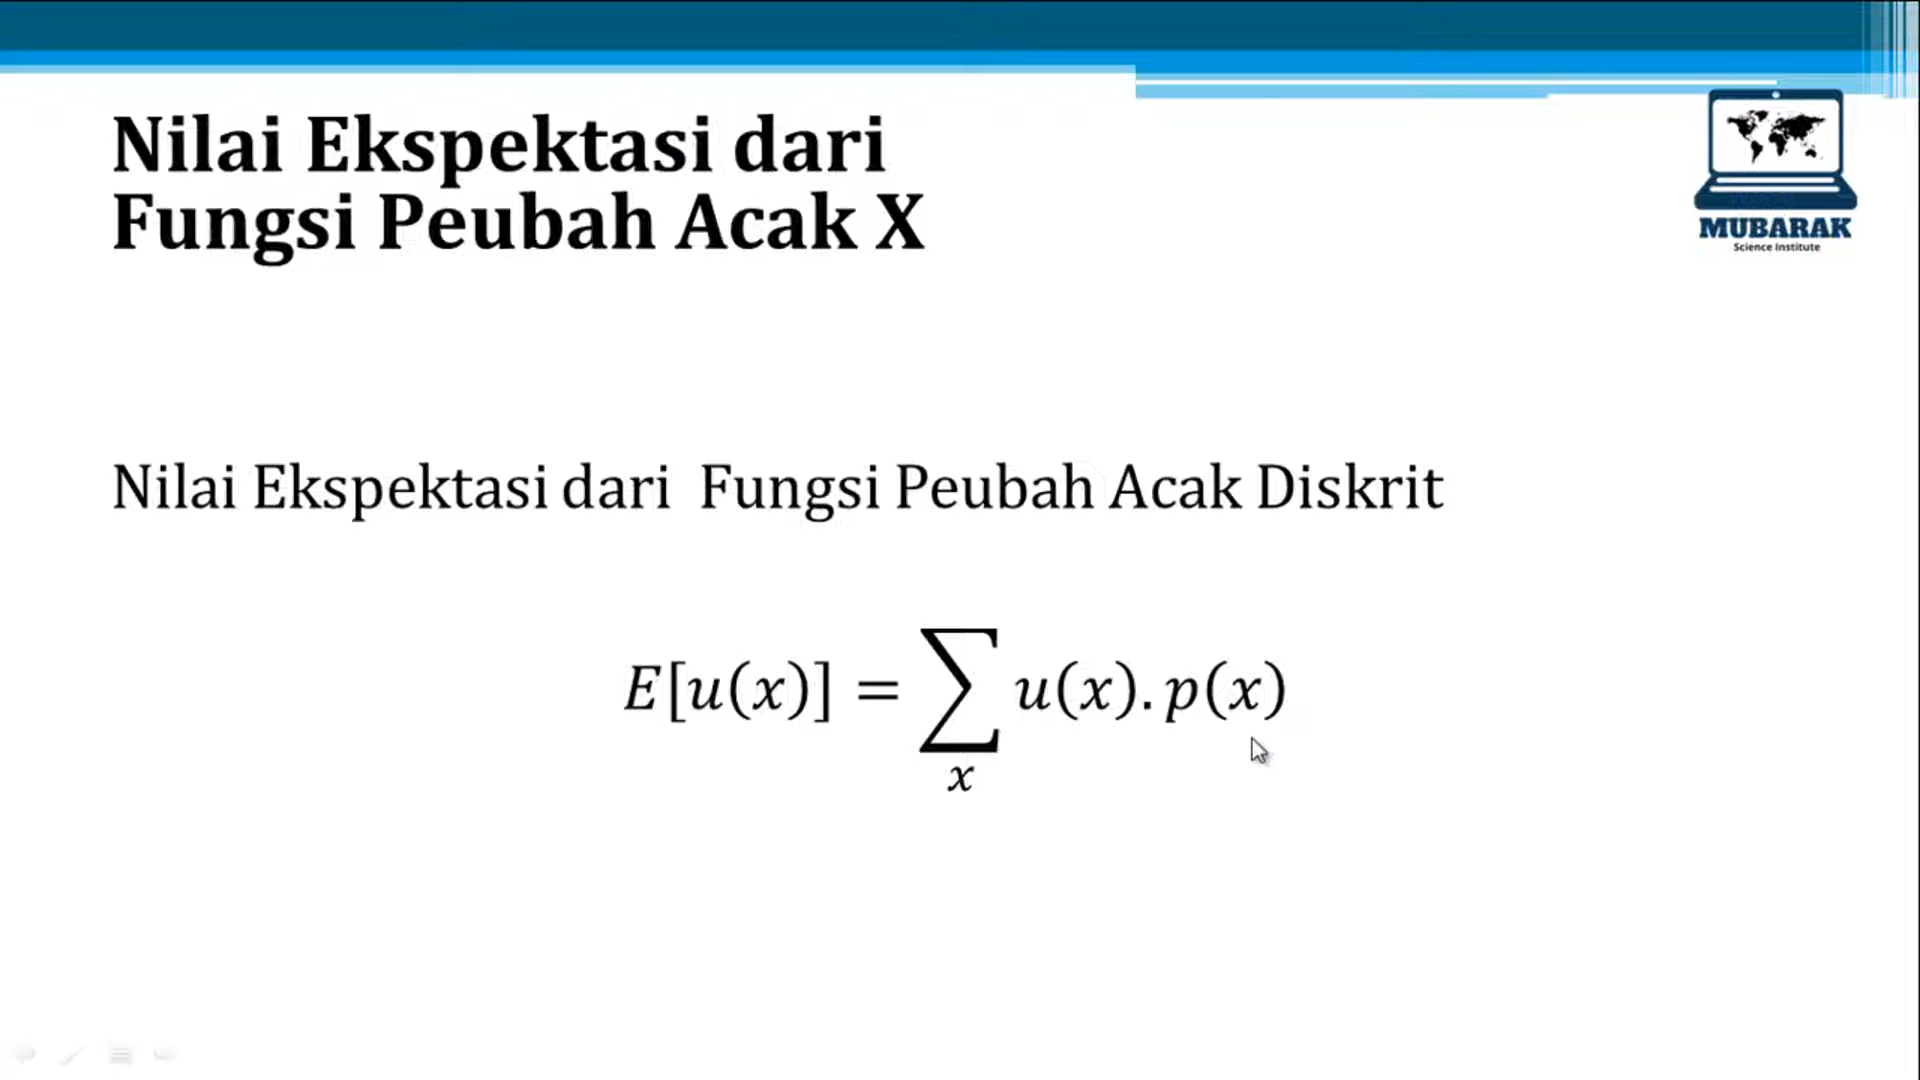 Nilai Ekspektasi dari
Fungsi Peubah Acak X
MUBARAK
Science Institute
Nilai Ekspektasi dari Fungsi Peubah Acak Diskrit
E[u(x)] = ∑ u(x).p(x)
x